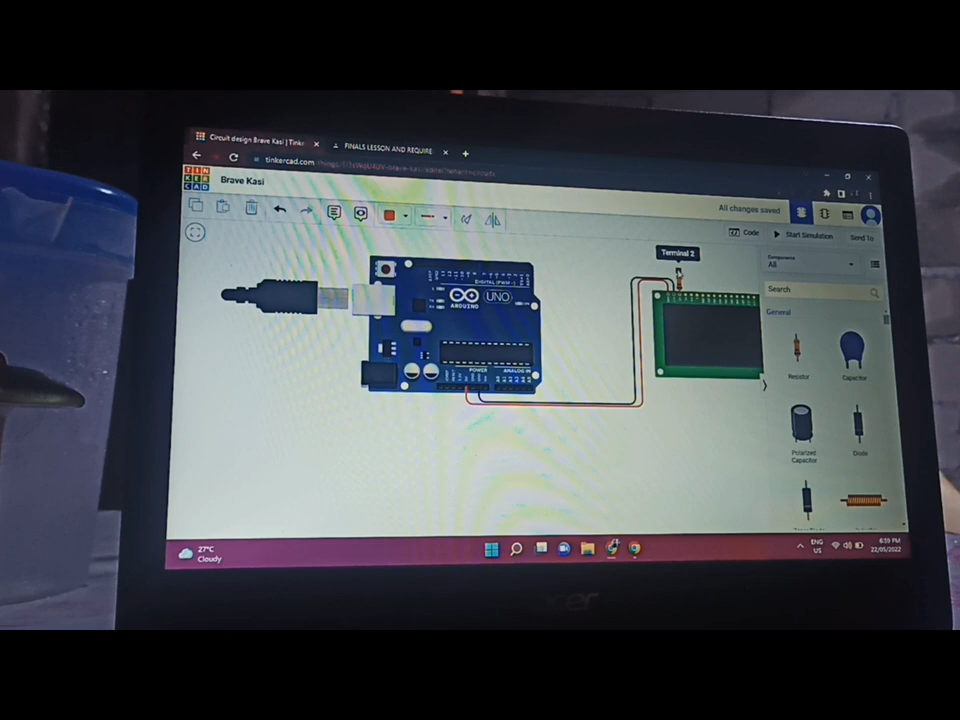 Circuit design Brave Kasi | Tinke
FINALS LESSON AND REQUIRE
tinkercad.com
TIN
KER
CAD
Brave Kasi
All changes saved
Code
Start Simulation
Send To
Terminal 2
Components
All
Search
General
Resistor
Capacitor
Polarized
Capacitor
Diode
DIGITAL (PWM~)
ARDUINO
UNO
POWER
ANALOG IN
27°C
Cloudy
ENG
US
6:59 PM
22/05/2022
acer